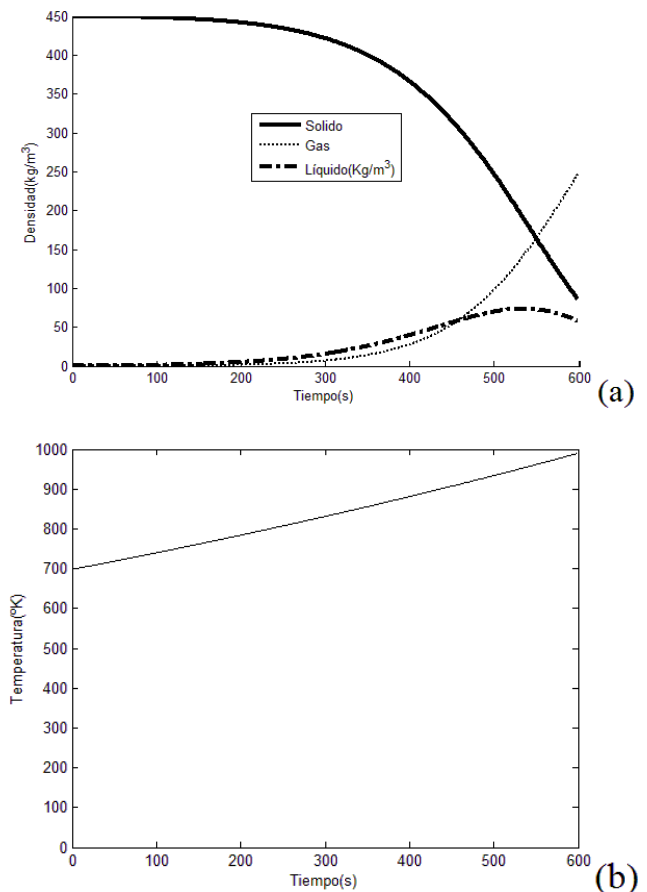 450
400
350
300
250
200
150
100
50
0
Densidad(kg/m³)
Solido
Gas
Líquido(Kg/m³)
0 100 200 300 400 500 600
Tiempo(s)
(a)
1000
900
800
700
600
500
400
300
200
100
0
Temperatura(ºK)
0 100 200 300 400 500 600
Tiempo(s)
(b)